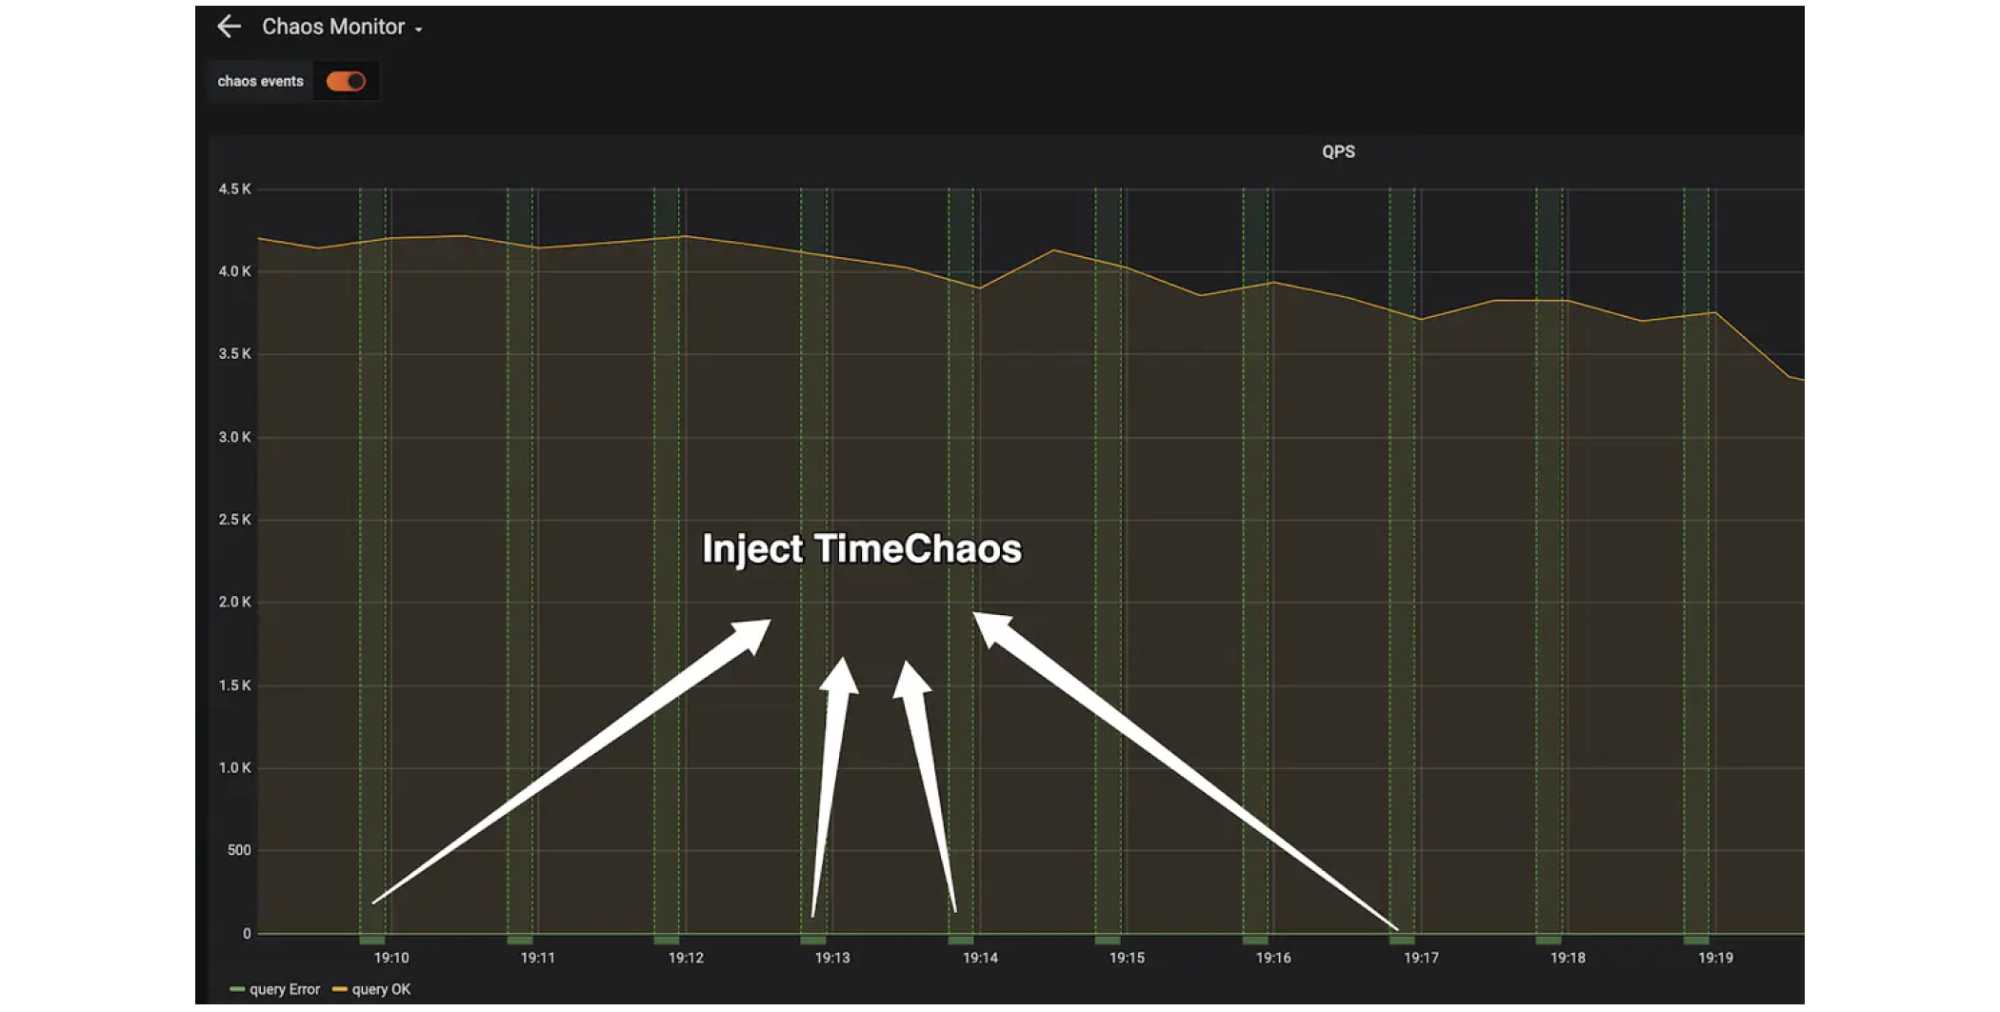 Chaos Monitor
chaos events
QPS
4.5 K
4.0 K
3.5 K
3.0 K
2.5 K
Inject TimeChaos
2.0 K
1.5 K
1.0 K
500
0
19:10 19:11 19:12 19:13 19:14 19:15 19:16 19:17 19:18 19:19
query Error query OK